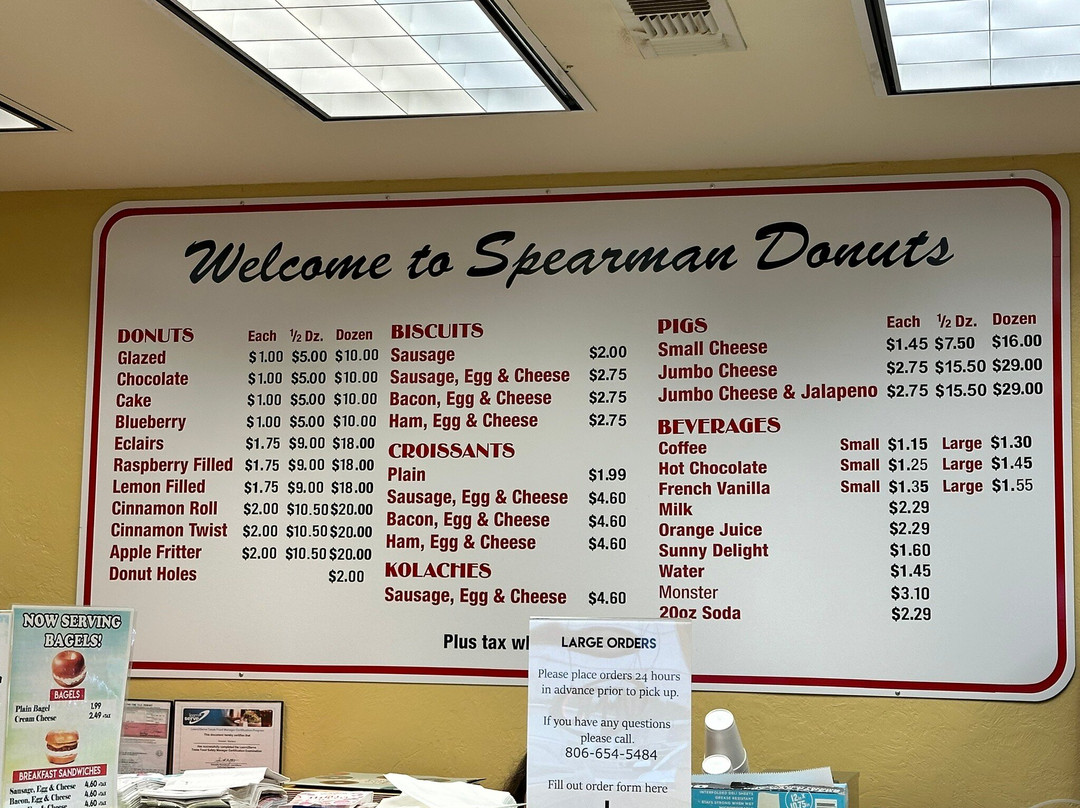 Welcome to Spearman Donuts
DONUTS Each ½ Dz. Dozen
Glazed $1.00 $5.00 $10.00
Chocolate $1.00 $5.00 $10.00
Cake $1.00 $5.00 $10.00
Blueberry $1.00 $5.00 $10.00
Eclairs $1.75 $9.00 $18.00
Raspberry Filled $1.75 $9.00 $18.00
Lemon Filled $1.75 $9.00 $18.00
Cinnamon Roll $2.00 $10.50 $20.00
Cinnamon Twist $2.00 $10.50 $20.00
Apple Fritter $2.00 $10.50 $20.00
Donut Holes $2.00
BISCUITS
Sausage $2.00
Sausage, Egg & Cheese $2.75
Bacon, Egg & Cheese $2.75
Ham, Egg & Cheese $2.75
CROISSANTS
Plain $1.99
Sausage, Egg & Cheese $4.60
Bacon, Egg & Cheese $4.60
Ham, Egg & Cheese $4.60
KOLACHES
Sausage, Egg & Cheese $4.60
PIGS Each ½ Dz. Dozen
Small Cheese $1.45 $7.50 $16.00
Jumbo Cheese $2.75 $15.50 $29.00
Jumbo Cheese & Jalapeno $2.75 $15.50 $29.00
BEVERAGES
Coffee Small $1.15 Large $1.30
Hot Chocolate Small $1.25 Large $1.45
French Vanilla Small $1.35 Large $1.55
Milk $2.29
Orange Juice $2.29
Sunny Delight $1.60
Water $1.45
Monster $3.10
20oz Soda $2.29
Plus tax
NOW SERVING
BAGELS!
BAGELS
Plain Bagel 1.99
Cream Cheese 2.49 +tax
BREAKFAST SANDWICHES
Sausage, Egg & Cheese 4.60 +tax
Bacon, Egg & Cheese 4.60 +tax
4.60 +tax
LARGE ORDERS
Please place orders 24 hours
in advance prior to pick up.
If you have any questions
please call.
806-654-5484
Fill out order form here